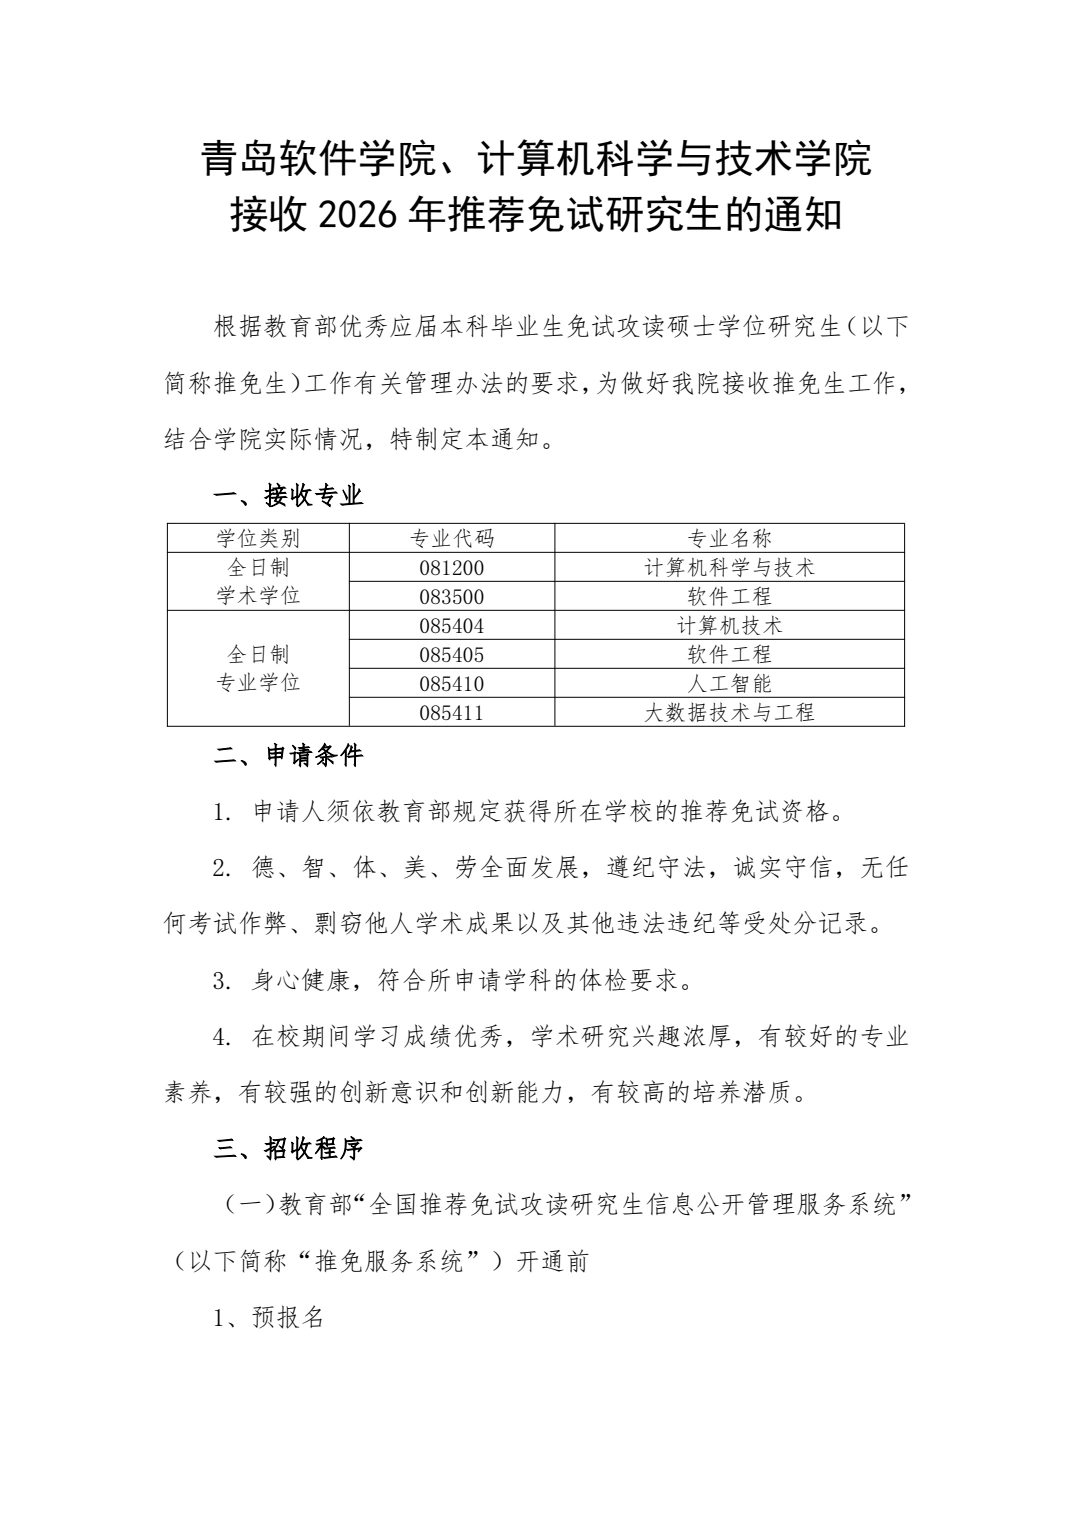 青岛软件学院、计算机科学与技术学院
接收 2026 年推荐免试研究生的通知
根据教育部优秀应届本科毕业生免试攻读硕士学位研究生（以下
简称推免生）工作有关管理办法的要求，为做好我院接收推免生工作，
结合学院实际情况，特制定本通知。
一、接收专业
学位类别 专业代码 专业名称
全日制 081200 计算机科学与技术
学术学位 083500 软件工程
085404 计算机技术
全日制 085405 软件工程
专业学位 085410 人工智能
085411 大数据技术与工程
二、申请条件
1. 申请人须依教育部规定获得所在学校的推荐免试资格。
2. 德、智、体、美、劳全面发展，遵纪守法，诚实守信，无任
何考试作弊、剽窃他人学术成果以及其他违法违纪等受处分记录。
3. 身心健康，符合所申请学科的体检要求。
4. 在校期间学习成绩优秀，学术研究兴趣浓厚，有较好的专业
素养，有较强的创新意识和创新能力，有较高的培养潜质。
三、招收程序
（一）教育部“全国推荐免试攻读研究生信息公开管理服务系统”
（以下简称“推免服务系统”）开通前
1、预报名